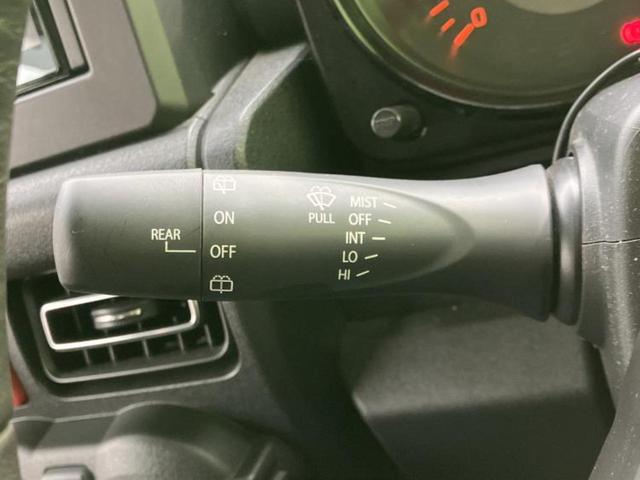 ON
REAR
OFF
PULL
MIST
OFF
INT
LO
HI